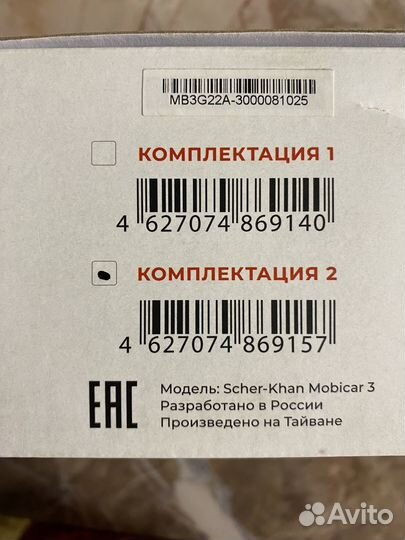 MB3G22A-3000081025
КОМПЛЕКТАЦИЯ 1
4 627074 869140
КОМПЛЕКТАЦИЯ 2
4 627074 869157
EAC
Модель: Scher-Khan Mobicar 3
Разработано в России
Произведено на Тайване
Avito